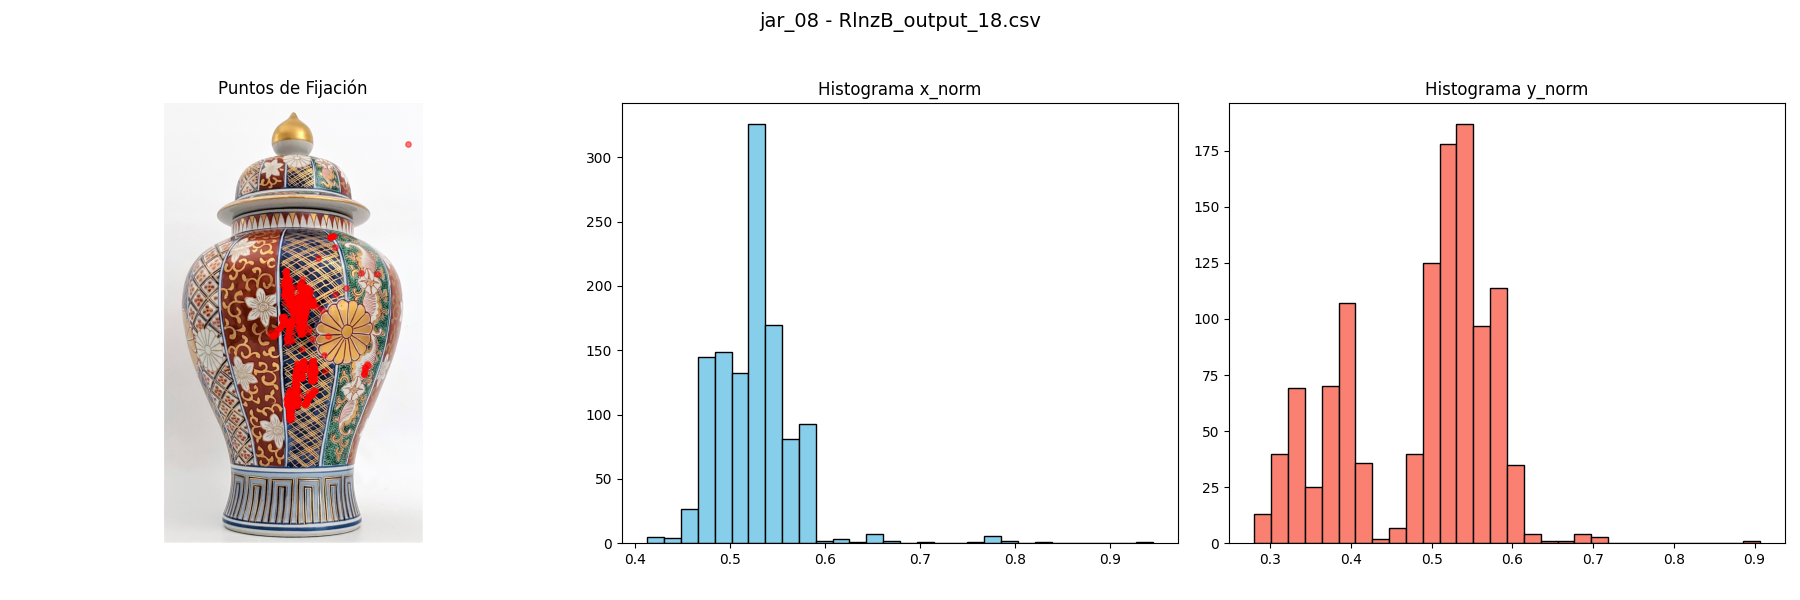 jar_08 - RlnzB_output_18.csv
Puntos de Fijación
Histograma x_norm
300
250
200
150
100
50
0
0.4 0.5 0.6 0.7 0.8 0.9
Histograma y_norm
175
150
125
100
75
50
25
0
0.3 0.4 0.5 0.6 0.7 0.8 0.9